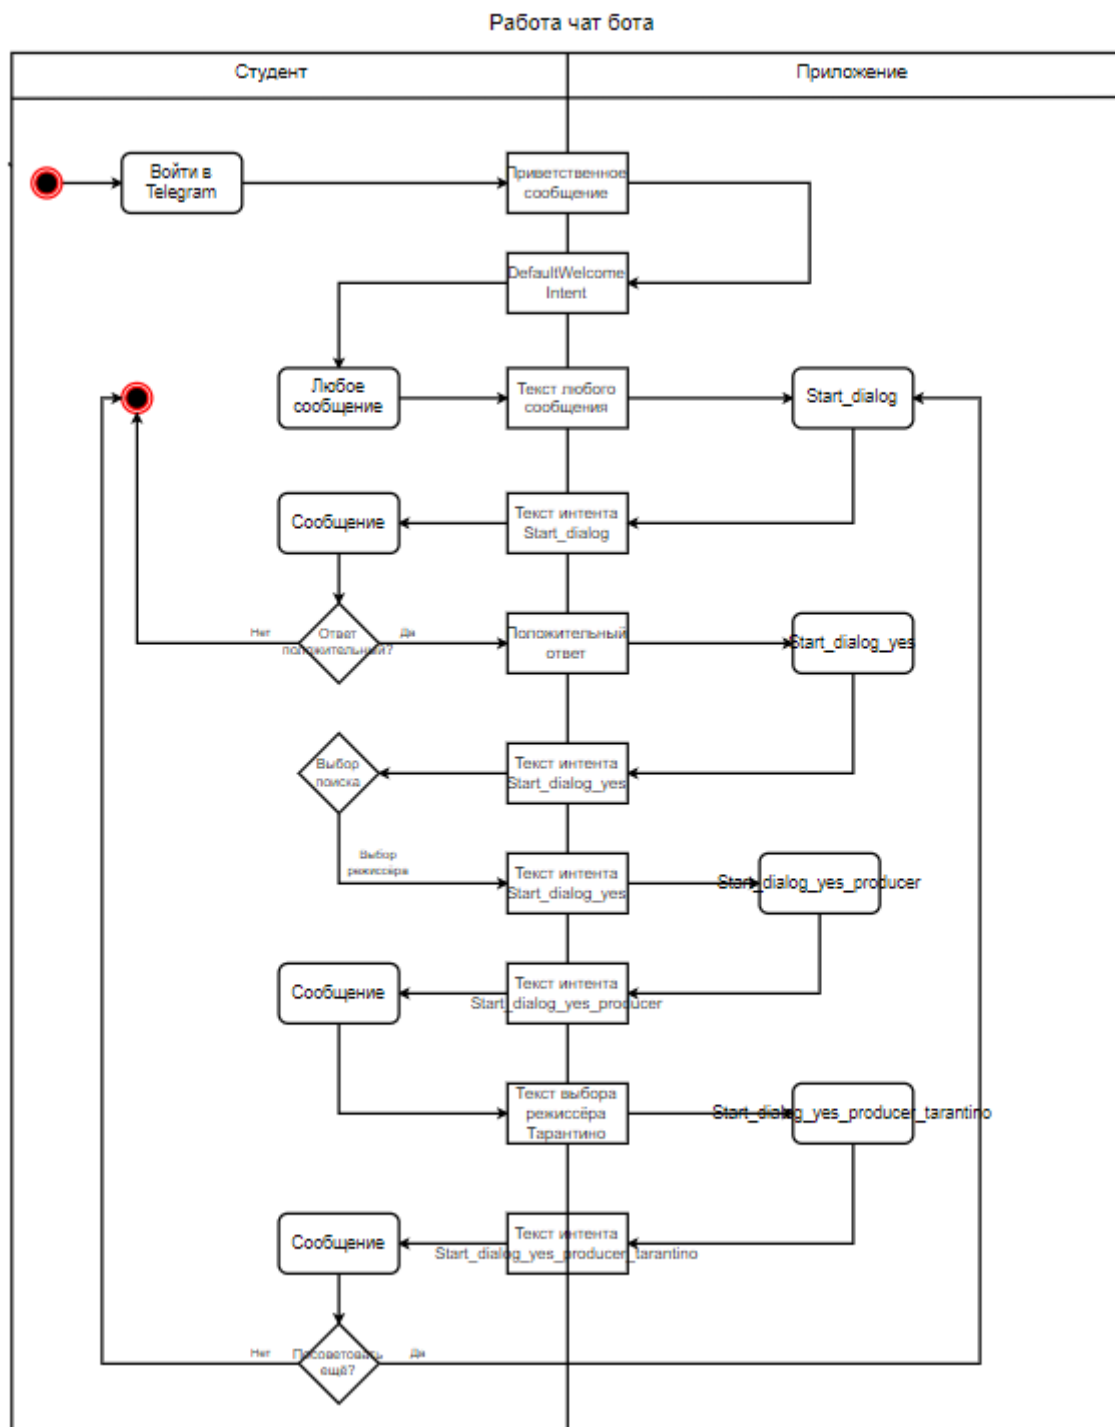 Работа чат бота
Студент
Приложение
Войти в
Telegram
Приветственное
сообщение
DefaultWelcome
Intent
Любое
сообщение
Текст любого
сообщения
Start_dialog
Сообщение
Текст интента
Start_dialog
Нет
Ответ
положительный?
Да
Положительный
ответ
Start_dialog_yes
Выбор
поиска
Текст интента
Start_dialog_yes
Выбор
режиссёра
Текст интента
Start_dialog_yes
Start_dialog_yes_producer
Сообщение
Текст интента
Start_dialog_yes_producer
Текст выбора
режиссёра
Тарантино
Start_dialog_yes_producer_tarantino
Сообщение
Текст интента
Start_dialog_yes_producer_tarantino
Нет
Посоветовать
ещё?
Да